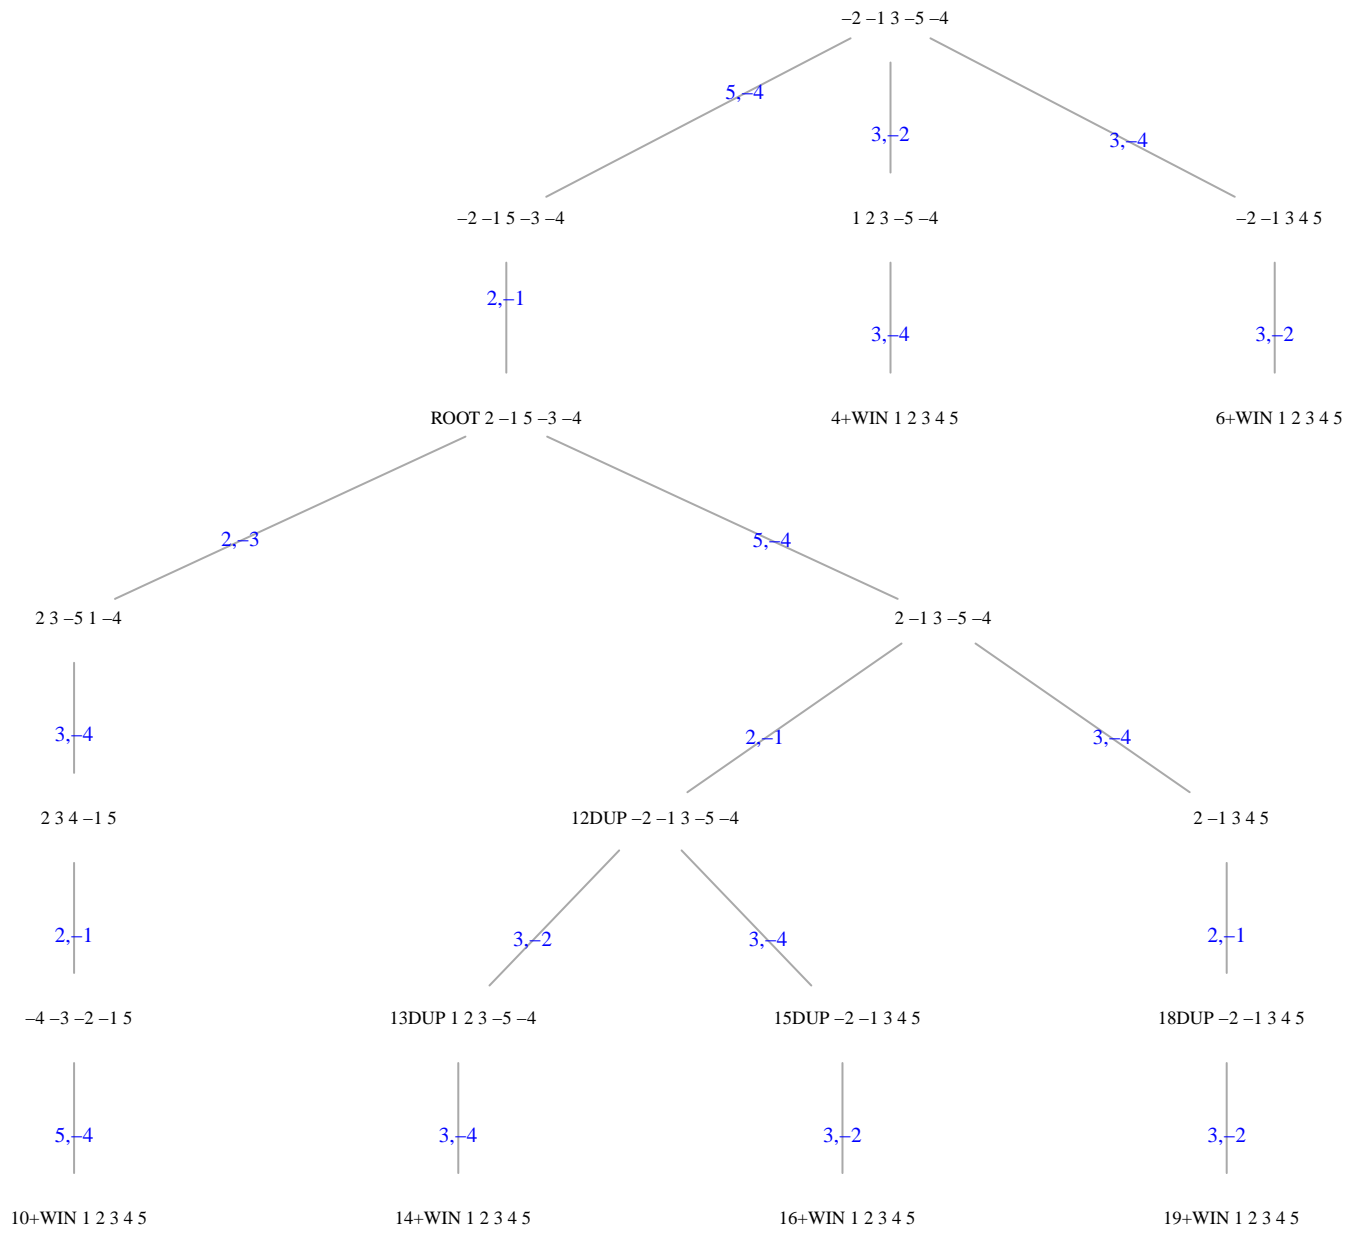 –2 –1 3 –5 –4
5,–4
3,–2
3,–4
–2 –1 5 –3 –4
1 2 3 –5 –4
–2 –1 3 4 5
2,–1
3,–4
3,–2
ROOT 2 –1 5 –3 –4
4+WIN 1 2 3 4 5
6+WIN 1 2 3 4 5
2,–3
5,–4
2 3 –5 1 –4
2 –1 3 –5 –4
3,–4
2,–1
3,–4
2 3 4 –1 5
12DUP –2 –1 3 –5 –4
2 –1 3 4 5
2,–1
3,–2
3,–4
2,–1
–4 –3 –2 –1 5
13DUP 1 2 3 –5 –4
15DUP –2 –1 3 4 5
18DUP –2 –1 3 4 5
5,–4
3,–4
3,–2
3,–2
10+WIN 1 2 3 4 5
14+WIN 1 2 3 4 5
16+WIN 1 2 3 4 5
19+WIN 1 2 3 4 5